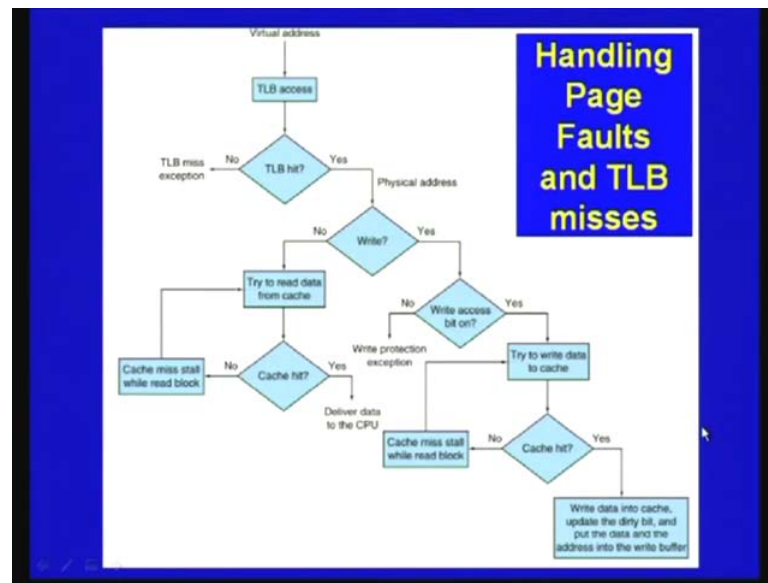 Virtual address
Handling
Page
Faults
and TLB
misses
TLB access
TLB miss
exception
No
TLB hit?
Yes
Physical address
No
Write?
Yes
Try to read data
from cache
No
Write access
bit on?
Yes
Write protection
exception
Try to write data
to cache
Cache miss stall
while read block
No
Cache hit?
Yes
Deliver data
to the CPU
Cache miss stall
while read block
No
Cache hit?
Yes
Write data into cache,
update the dirty bit, and
put the data and the
address into the write buffer